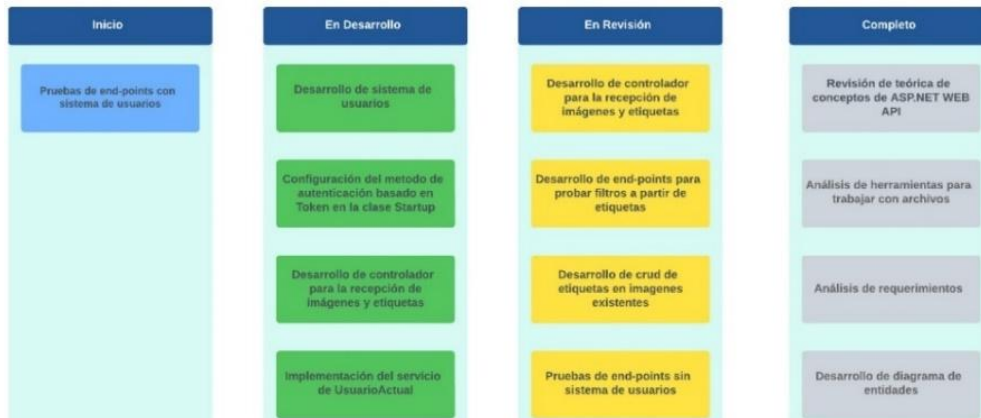 Inicio
Pruebas de end-points con
sistema de usuarios
En Desarrollo
Desarrollo de sistema de
usuarios
Configuración del metodo de
autenticación basado en
Token en la clase Startup
Desarrollo de controlador
para la recepción de
imágenes y etiquetas
Implementación del servicio
de UsuarioActual
En Revisión
Desarrollo de controlador
para la recepción de
imágenes y etiquetas
Desarrollo de end-points para
probar filtros a partir de
etiquetas
Desarrollo de crud de
etiquetas en imagenes
existentes
Pruebas de end-points sin
sistema de usuarios
Completo
Revisión de teórica de
conceptos de ASP.NET WEB
API
Análisis de herramientas para
trabajar con archivos
Análisis de requerimientos
Desarrollo de diagrama de
entidades